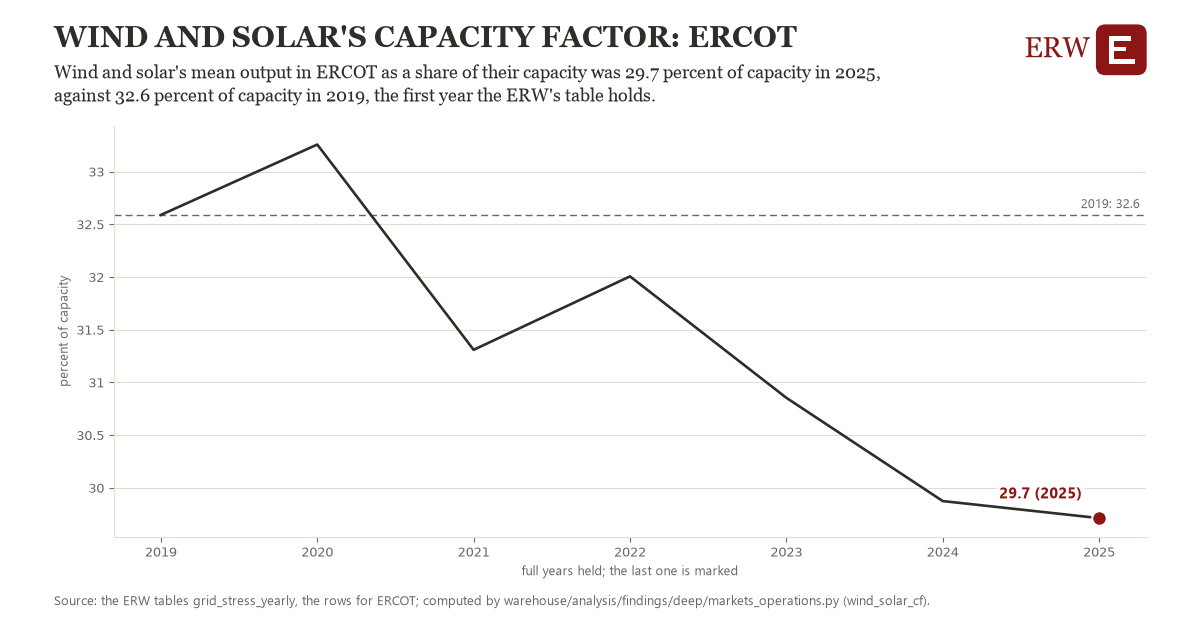 WIND AND SOLAR'S CAPACITY FACTOR: ERCOT
Wind and solar's mean output in ERCOT as a share of their capacity was 29.7 percent of capacity in 2025,
against 32.6 percent of capacity in 2019, the first year the ERW's table holds.
ERW E
33
32.5
32
31.5
31
30.5
30
percent of capacity
2019: 32.6
29.7 (2025)
2019 2020 2021 2022 2023 2024 2025
full years held; the last one is marked
Source: the ERW tables grid_stress_yearly, the rows for ERCOT; computed by warehouse/analysis/findings/deep/markets_operations.py (wind_solar_cf).